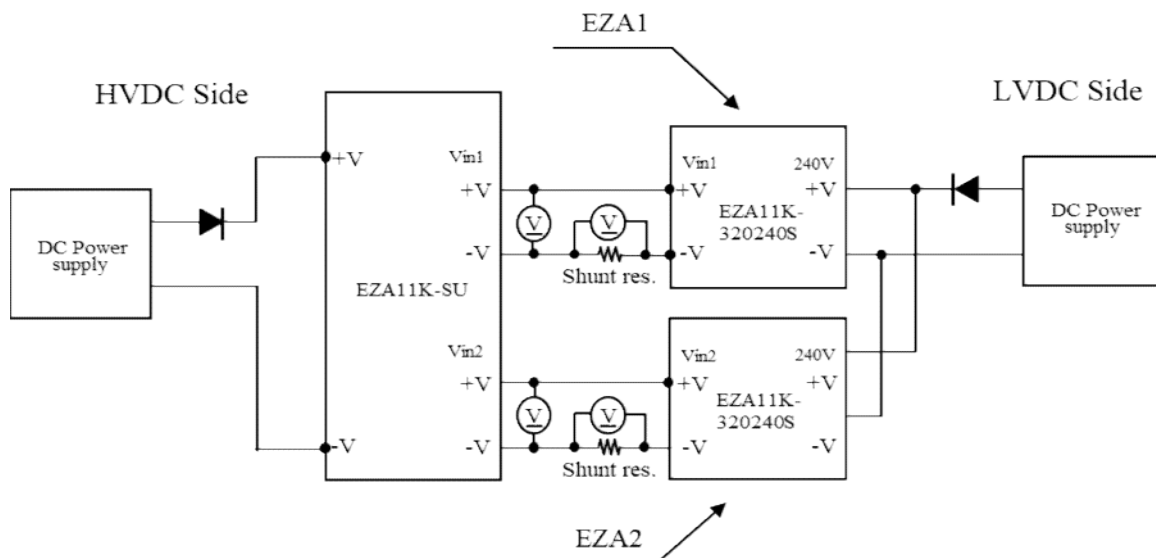 EZA1
HVDC Side
LVDC Side
+V
Vin1
+V
-V
V
V
Shunt res.
Vin1
+V
-V
240V
+V
-V
EZA11K-
320240S
DC Power
supply
DC Power
supply
EZA11K-SU
Vin2
+V
-V
-V
V
V
Shunt res.
Vin2
+V
-V
240V
+V
-V
EZA11K-
320240S
EZA2